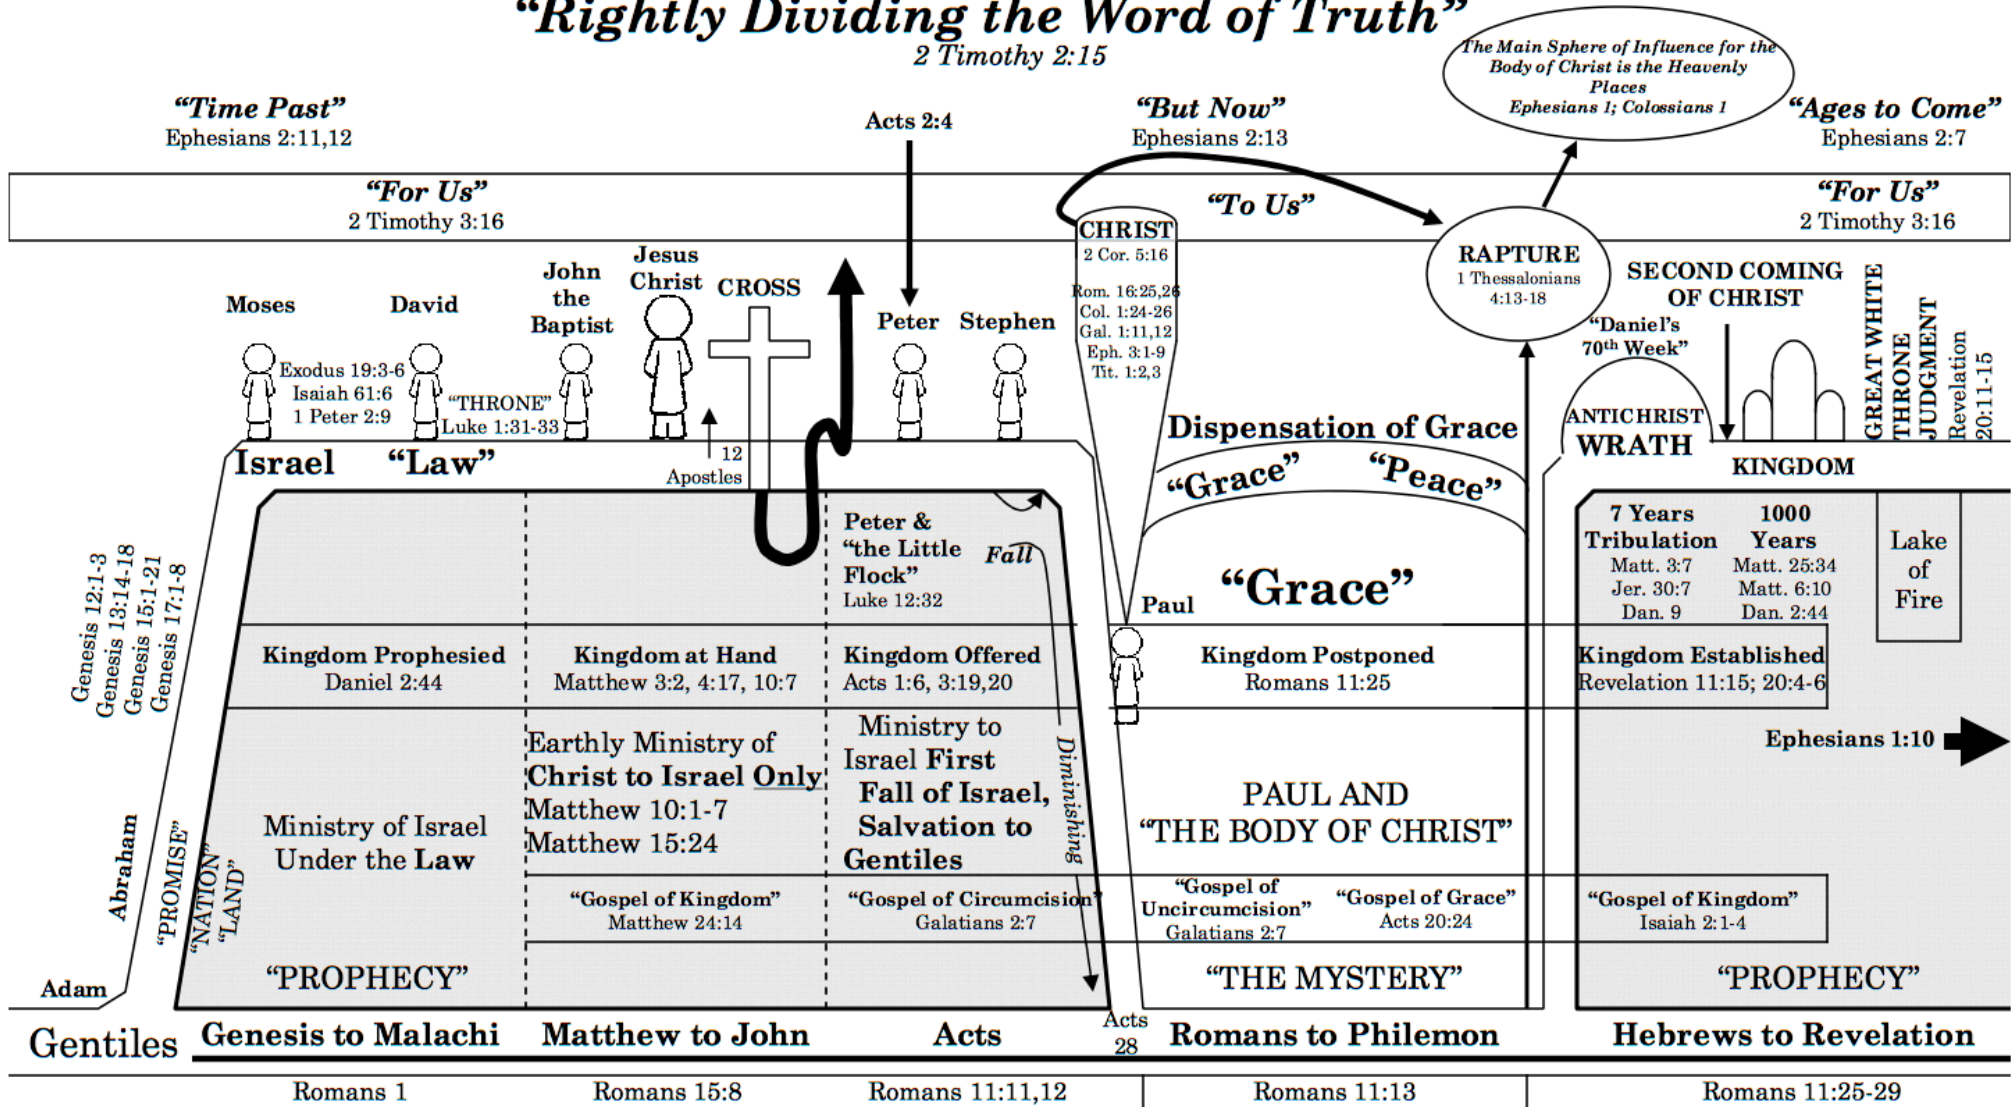 “Rightly Dividing the Word of Truth”
2 Timothy 2:15
The Main Sphere of Influence for the
Body of Christ is the Heavenly
Places
Ephesians 1; Colossians 1
“Time Past”
Ephesians 2:11,12
Acts 2:4
“But Now”
Ephesians 2:13
“Ages to Come”
Ephesians 2:7
“For Us”
2 Timothy 3:16
“To Us”
“For Us”
2 Timothy 3:16
Moses
Exodus 19:3-6
Isaiah 61:6
1 Peter 2:9
David
“THRONE”
Luke 1:31-33
John
the
Baptist
Jesus
Christ
CROSS
12
Apostles
Peter
Stephen
CHRIST
2 Cor. 5:16
Rom. 16:25,26
Col. 1:24-26
Gal. 1:11,12
Eph. 3:1-9
Tit. 1:2,3
RAPTURE
1 Thessalonians
4:13-18
SECOND COMING
OF CHRIST
“Daniel’s
70th Week”
ANTICHRIST
WRATH
KINGDOM
GREAT WHITE
THRONE
JUDGMENT
Revelation
20:11-15
Israel “Law”
Dispensation of Grace
“Grace” “Peace”
“Grace”
Paul
Genesis 12:1-3
Genesis 13:14-18
Genesis 15:1-21
Genesis 17:1-8
Peter &
“the Little
Flock”
Luke 12:32
Fall
Diminishing
7 Years
Tribulation
Matt. 3:7
Jer. 30:7
Dan. 9
1000
Years
Matt. 25:34
Matt. 6:10
Dan. 2:44
Lake
of
Fire
Kingdom Prophesied
Daniel 2:44
Kingdom at Hand
Matthew 3:2, 4:17, 10:7
Kingdom Offered
Acts 1:6, 3:19,20
Kingdom Postponed
Romans 11:25
Kingdom Established
Revelation 11:15; 20:4-6
Ephesians 1:10
Abraham
“PROMISE”
“NATION”
“LAND”
Ministry of Israel
Under the Law
Earthly Ministry of
Christ to Israel Only
Matthew 10:1-7
Matthew 15:24
Ministry to
Israel First
Fall of Israel,
Salvation to
Gentiles
PAUL AND
“THE BODY OF CHRIST”
“Gospel of Kingdom”
Matthew 24:14
“Gospel of Circumcision”
Galatians 2:7
“Gospel of
Uncircumcision”
Galatians 2:7
“Gospel of Grace”
Acts 20:24
“Gospel of Kingdom”
Isaiah 2:1-4
Adam
“PROPHECY”
“THE MYSTERY”
“PROPHECY”
Gentiles
Genesis to Malachi
Matthew to John
Acts
Acts
28
Romans to Philemon
Hebrews to Revelation
Romans 1
Romans 15:8
Romans 11:11,12
Romans 11:13
Romans 11:25-29